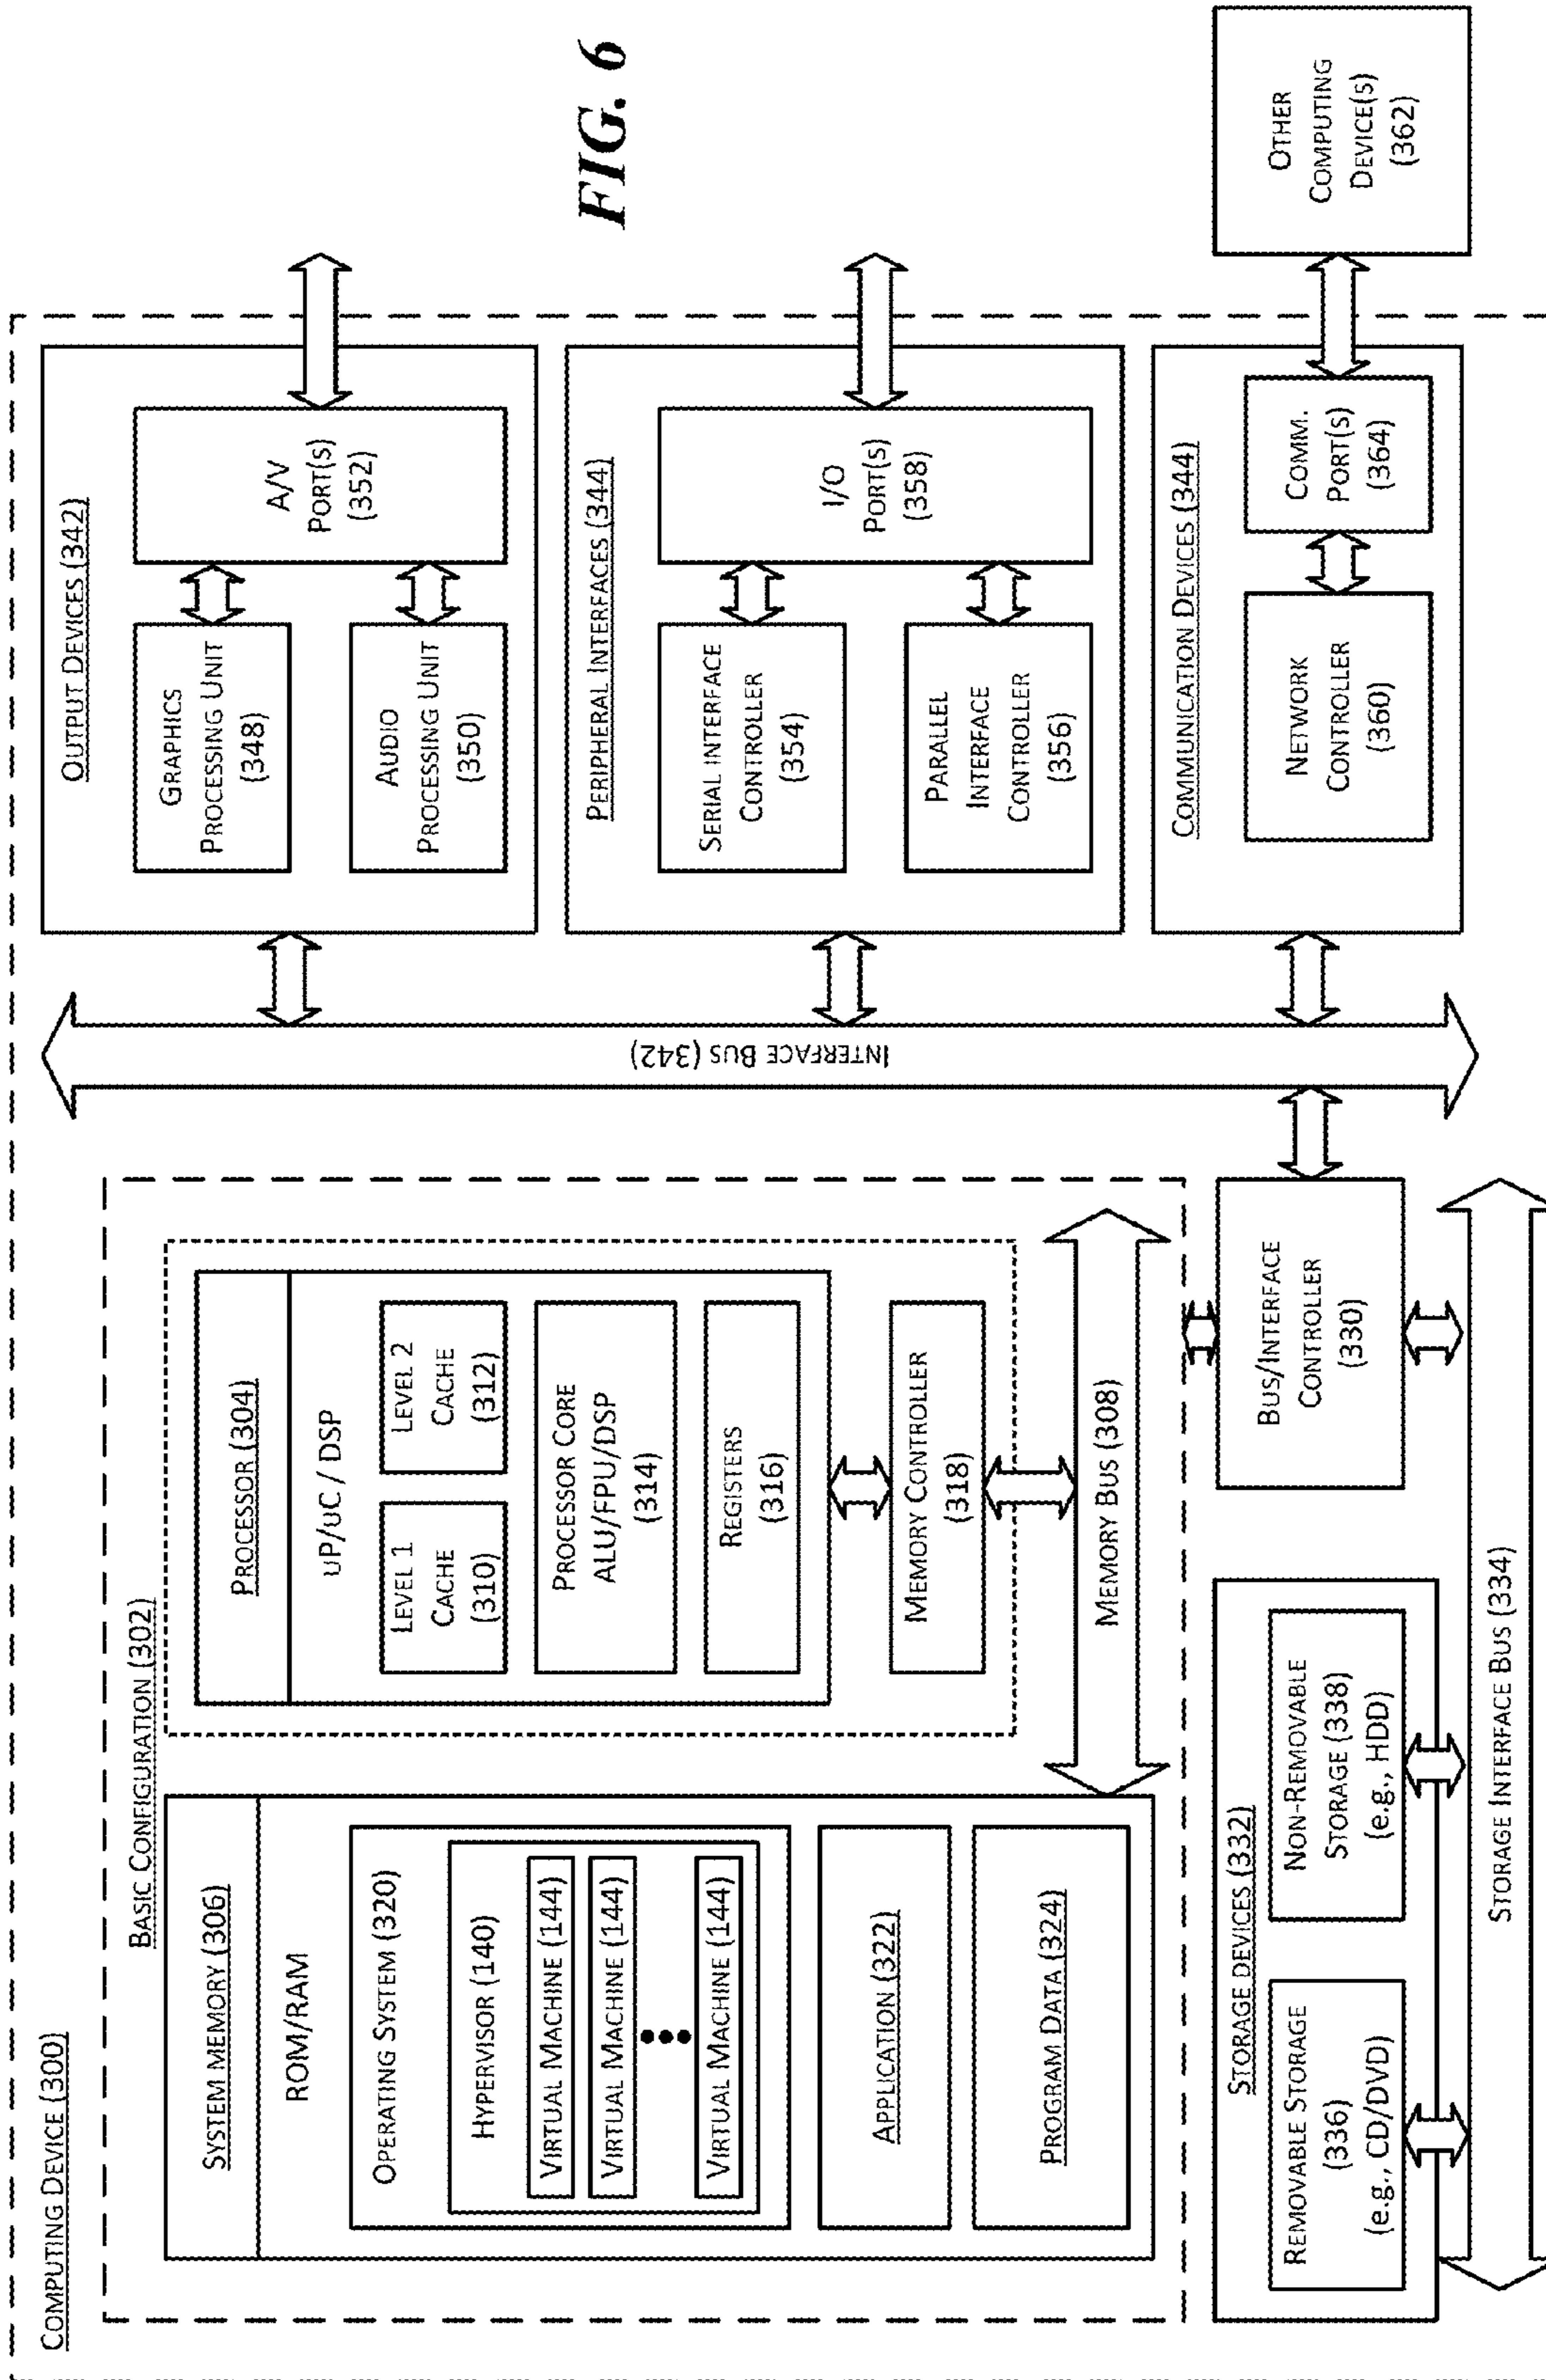 COMPUTING DEVICE (300)
BASIC CONFIGURATION (302)
SYSTEM MEMORY (306)
ROM/RAM
OPERATING SYSTEM (320)
HYPERVISOR (140)
VIRTUAL MACHINE (144)
VIRTUAL MACHINE (144)
VIRTUAL MACHINE (144)
APPLICATION (322)
PROGRAM DATA (324)
PROCESSOR (304)
uP/uC / DSP
LEVEL 1
CACHE
(310)
LEVEL 2
CACHE
(312)
PROCESSOR CORE
ALU/FPU/DSP
(314)
REGISTERS
(316)
MEMORY CONTROLLER
(318)
MEMORY BUS (308)
STORAGE DEVICES (332)
REMOVABLE STORAGE
(336)
(e.g., CD/DVD)
NON-REMOVABLE
STORAGE (338)
(e.g., HDD)
BUS/INTERFACE
CONTROLLER
(330)
STORAGE INTERFACE BUS (334)
INTERFACE BUS (342)
OUTPUT DEVICES (342)
GRAPHICS
PROCESSING UNIT
(348)
AUDIO
PROCESSING UNIT
(350)
A/V
PORT(S)
(352)
PERIPHERAL INTERFACES (344)
SERIAL INTERFACE
CONTROLLER
(354)
PARALLEL
INTERFACE
CONTROLLER
(356)
I/O
PORT(S)
(358)
COMMUNICATION DEVICES (344)
NETWORK
CONTROLLER
(360)
COMM.
PORT(S)
(364)
OTHER
COMPUTING
DEVICE(S)
(362)
FIG. 6